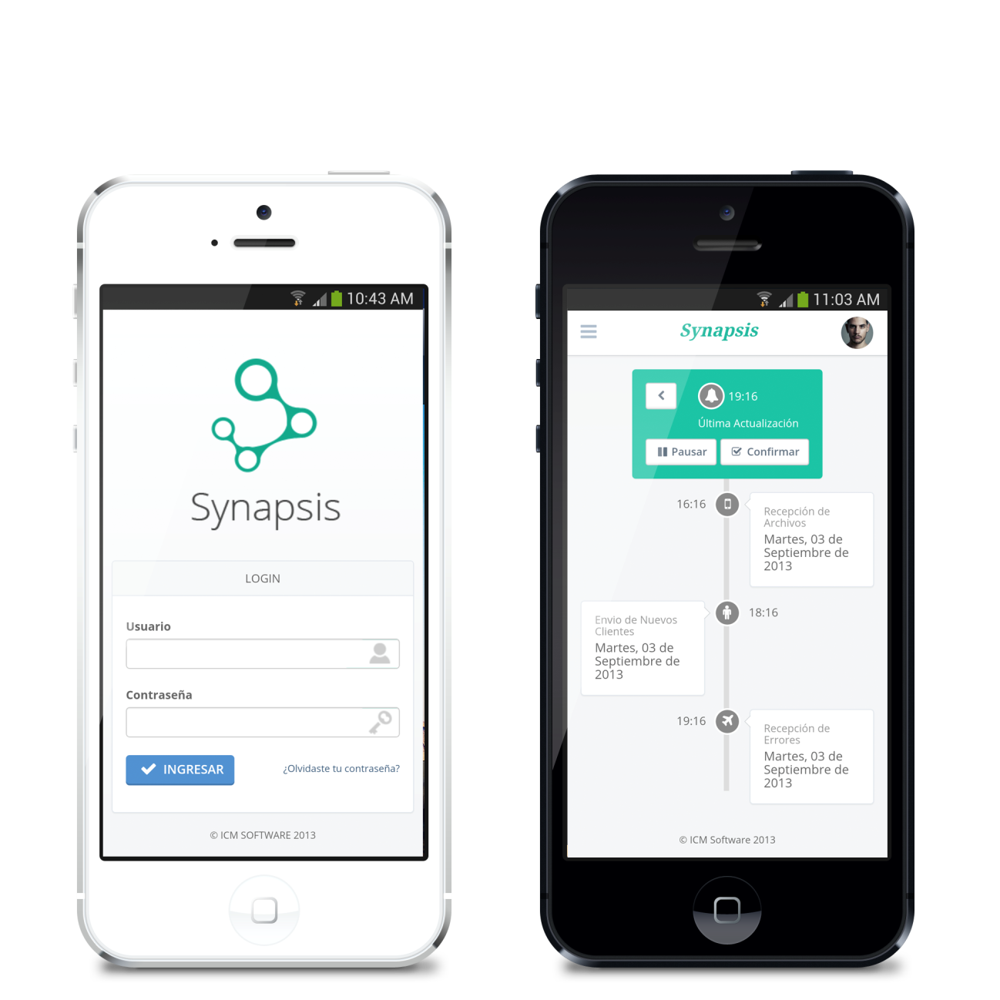 10:43 AM
Synapsis
LOGIN
Usuario
Contraseña
INGRESAR
¿Olvidaste tu contraseña?
© ICM SOFTWARE 2013
11:03 AM
Synapsis
19:16
Última Actualización
Pausar
Confirmar
16:16
Recepción de
Archivos
Martes, 03 de
Septiembre de
2013
Envio de Nuevos
Clientes
Martes, 03 de
Septiembre de
2013
18:16
19:16
Recepción de
Errores
Martes, 03 de
Septiembre de
2013
© ICM Software 2013